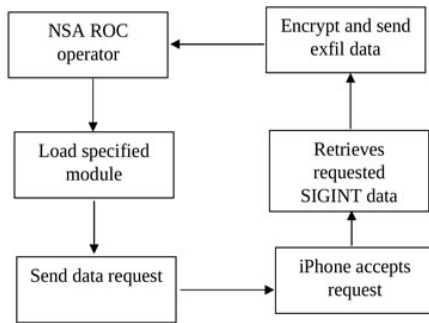 NSA ROC
operator
Encrypt and send
exfil data
Load specified
module
Retrieves
requested
SIGINT data
Send data request
iPhone accepts
request